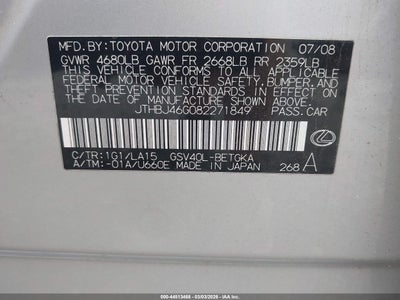 MFD.BY: TOYOTA MOTOR CORPORATION 07/08
GVWR 4680LB GAWR FR 2668LB RR 2359LB
THIS VEHICLE CONFORMS TO ALL APPLICABLE
FEDERAL MOTOR VEHICLE SAFETY, BUMPER, AND
THEFT PREVENTION STANDARDS IN EFFECT ON
THE DATE OF MANUFACTURE SHOWN ABOVE.
JTHBJ46G082271849 PASS.CAR
C/TR: 1G1/LA15 GSV40L-BETGKA
A/TM: -01A/U660E MADE IN JAPAN 268 A
000-44613488 - 03/03/2026 - IAA Inc.